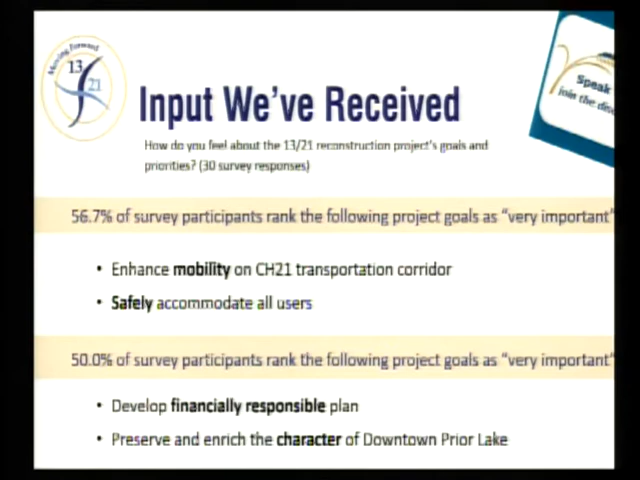 Moving Forward
13
21
Speak
join the
Input We've Received
How do you feel about the 13/21 reconstruction project's goals and
priorities? (30 survey responses)
56.7% of survey participants rank the following project goals as "very important"
• Enhance mobility on CH21 transportation corridor
• Safely accommodate all users
50.0% of survey participants rank the following project goals as "very important"
• Develop financially responsible plan
• Preserve and enrich the character of Downtown Prior Lake